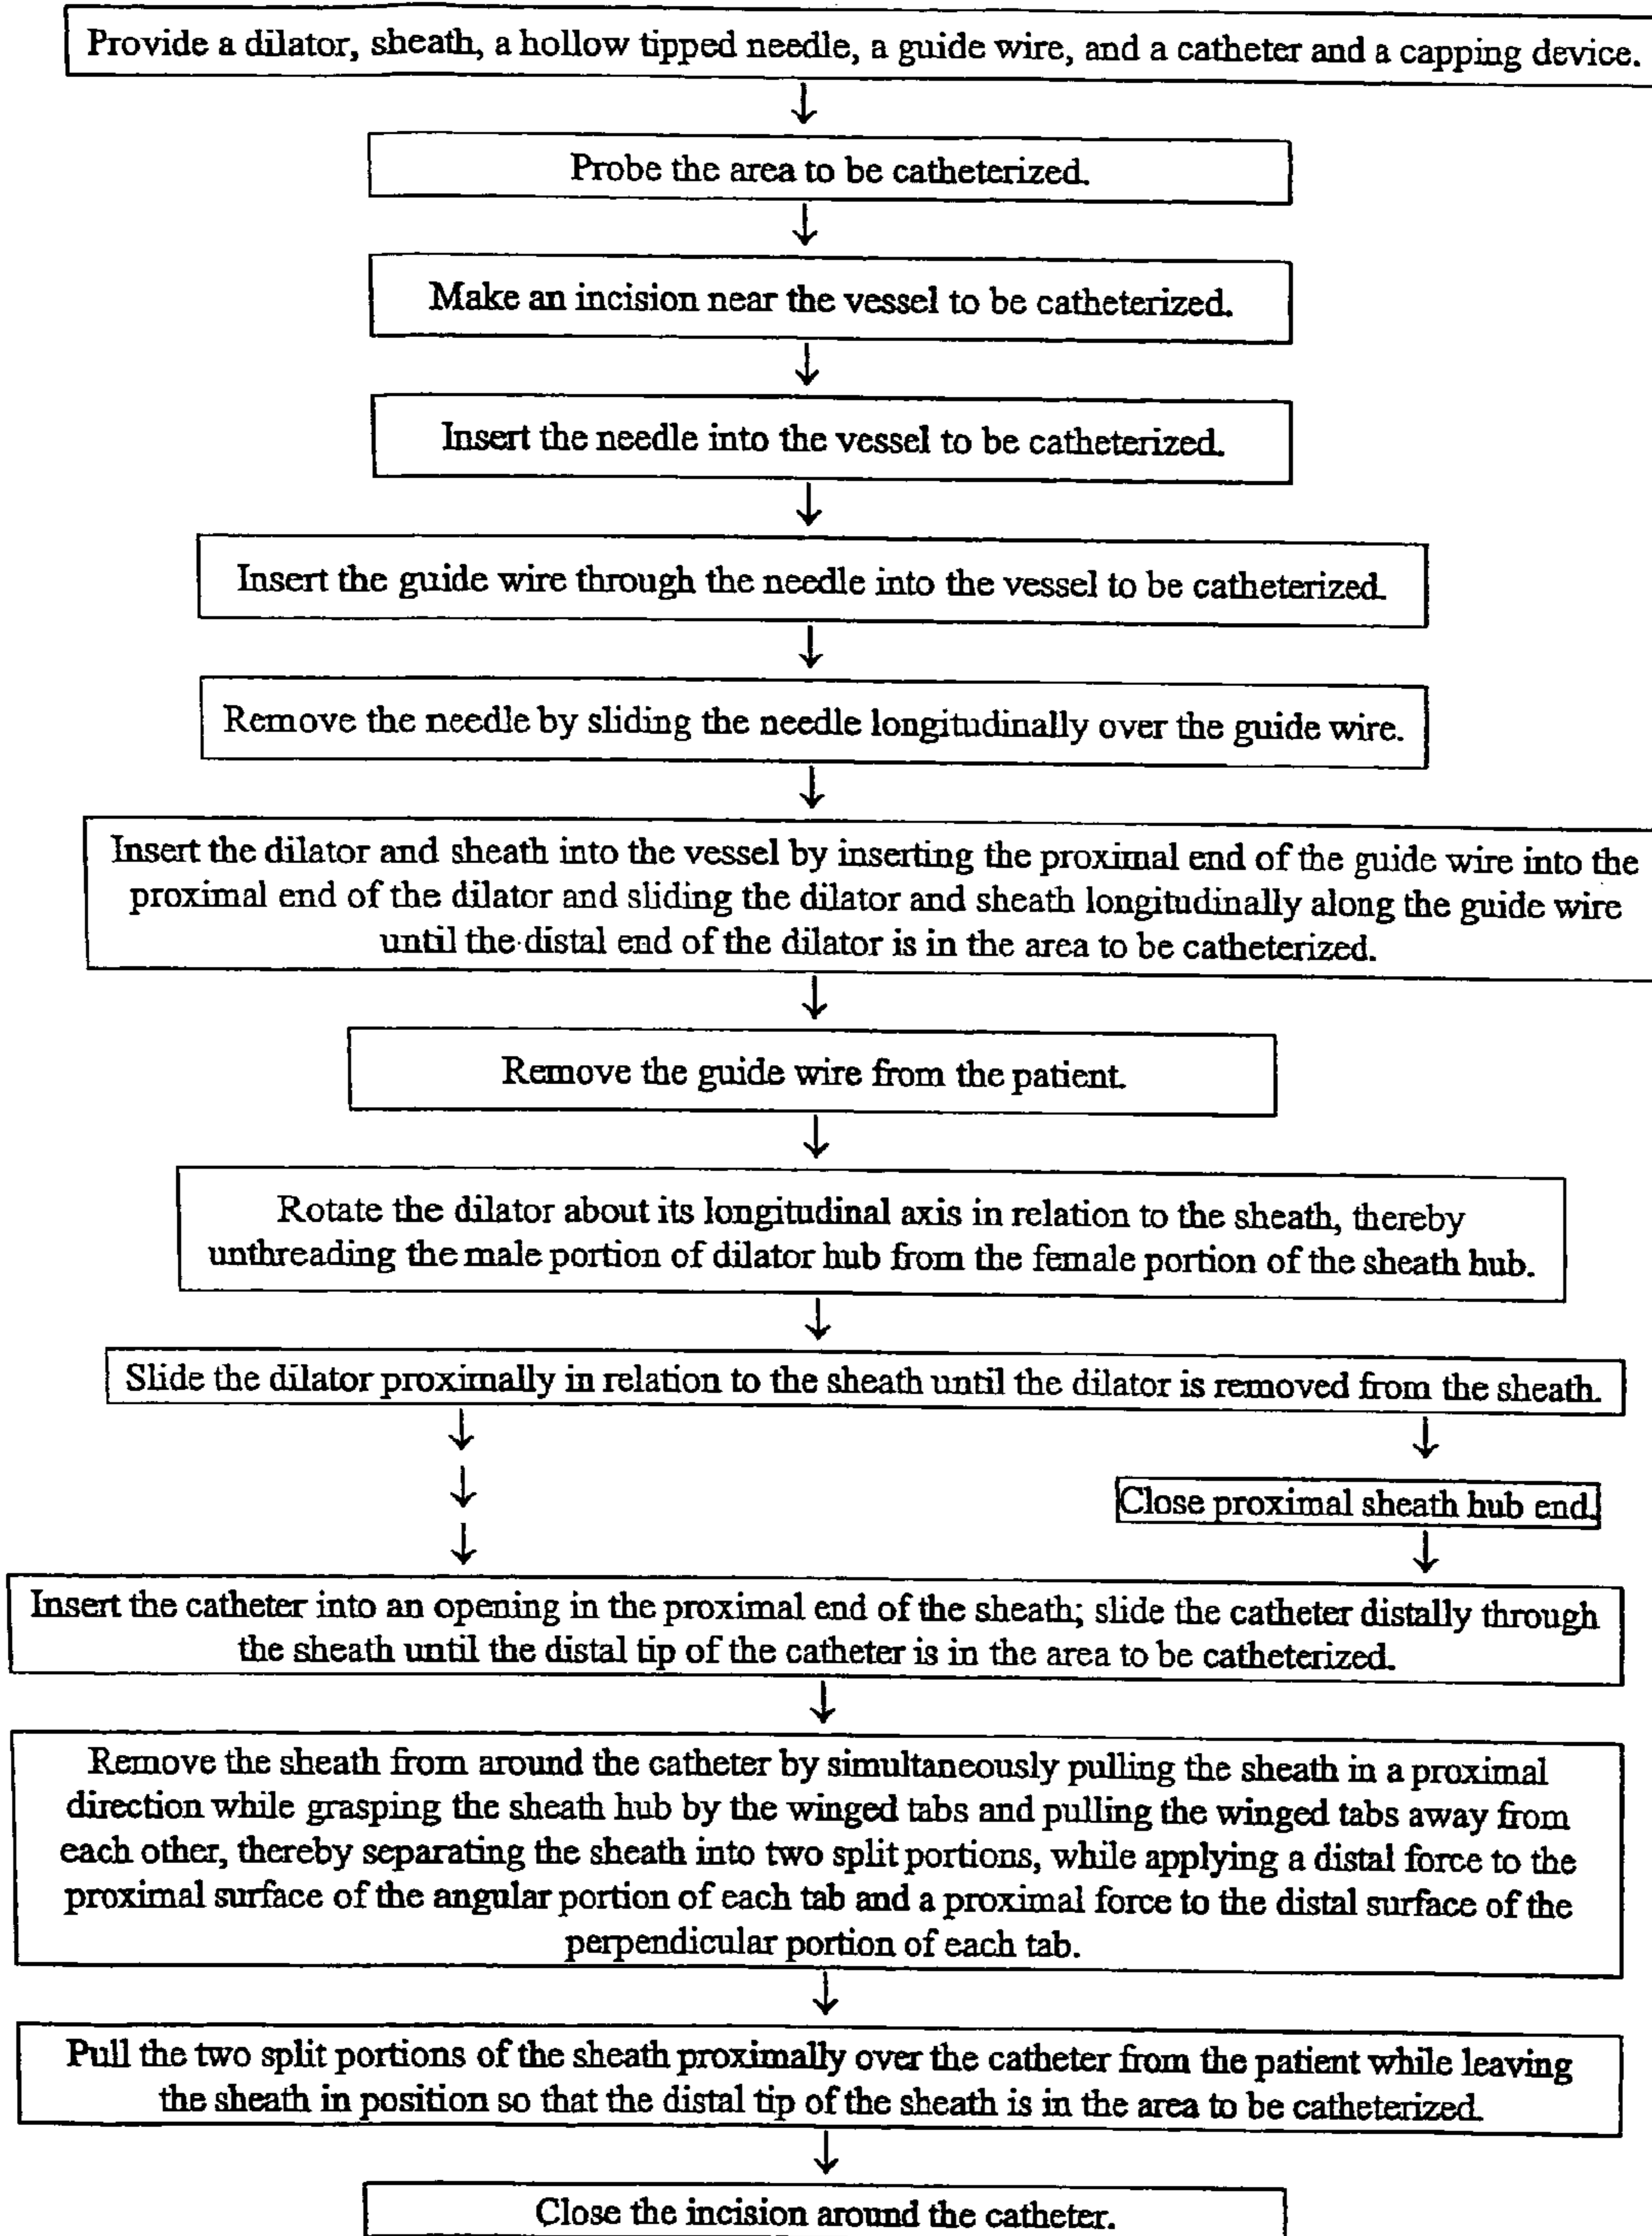 Provide a dilator, sheath, a hollow tipped needle, a guide wire, and a catheter and a capping device.
Probe the area to be catheterized.
Make an incision near the vessel to be catheterized.
Insert the needle into the vessel to be catheterized.
Insert the guide wire through the needle into the vessel to be catheterized.
Remove the needle by sliding the needle longitudinally over the guide wire.
Insert the dilator and sheath into the vessel by inserting the proximal end of the guide wire into the
proximal end of the dilator and sliding the dilator and sheath longitudinally along the guide wire
until the distal end of the dilator is in the area to be catheterized.
Remove the guide wire from the patient.
Rotate the dilator about its longitudinal axis in relation to the sheath, thereby
unthreading the male portion of dilator hub from the female portion of the sheath hub.
Slide the dilator proximally in relation to the sheath until the dilator is removed from the sheath.
Close proximal sheath hub end.
Insert the catheter into an opening in the proximal end of the sheath; slide the catheter distally through
the sheath until the distal tip of the catheter is in the area to be catheterized.
Remove the sheath from around the catheter by simultaneously pulling the sheath in a proximal
direction while grasping the sheath hub by the winged tabs and pulling the winged tabs away from
each other, thereby separating the sheath into two split portions, while applying a distal force to the
proximal surface of the angular portion of each tab and a proximal force to the distal surface of the
perpendicular portion of each tab.
Pull the two split portions of the sheath proximally over the catheter from the patient while leaving
the sheath in position so that the distal tip of the sheath is in the area to be catheterized.
Close the incision around the catheter.